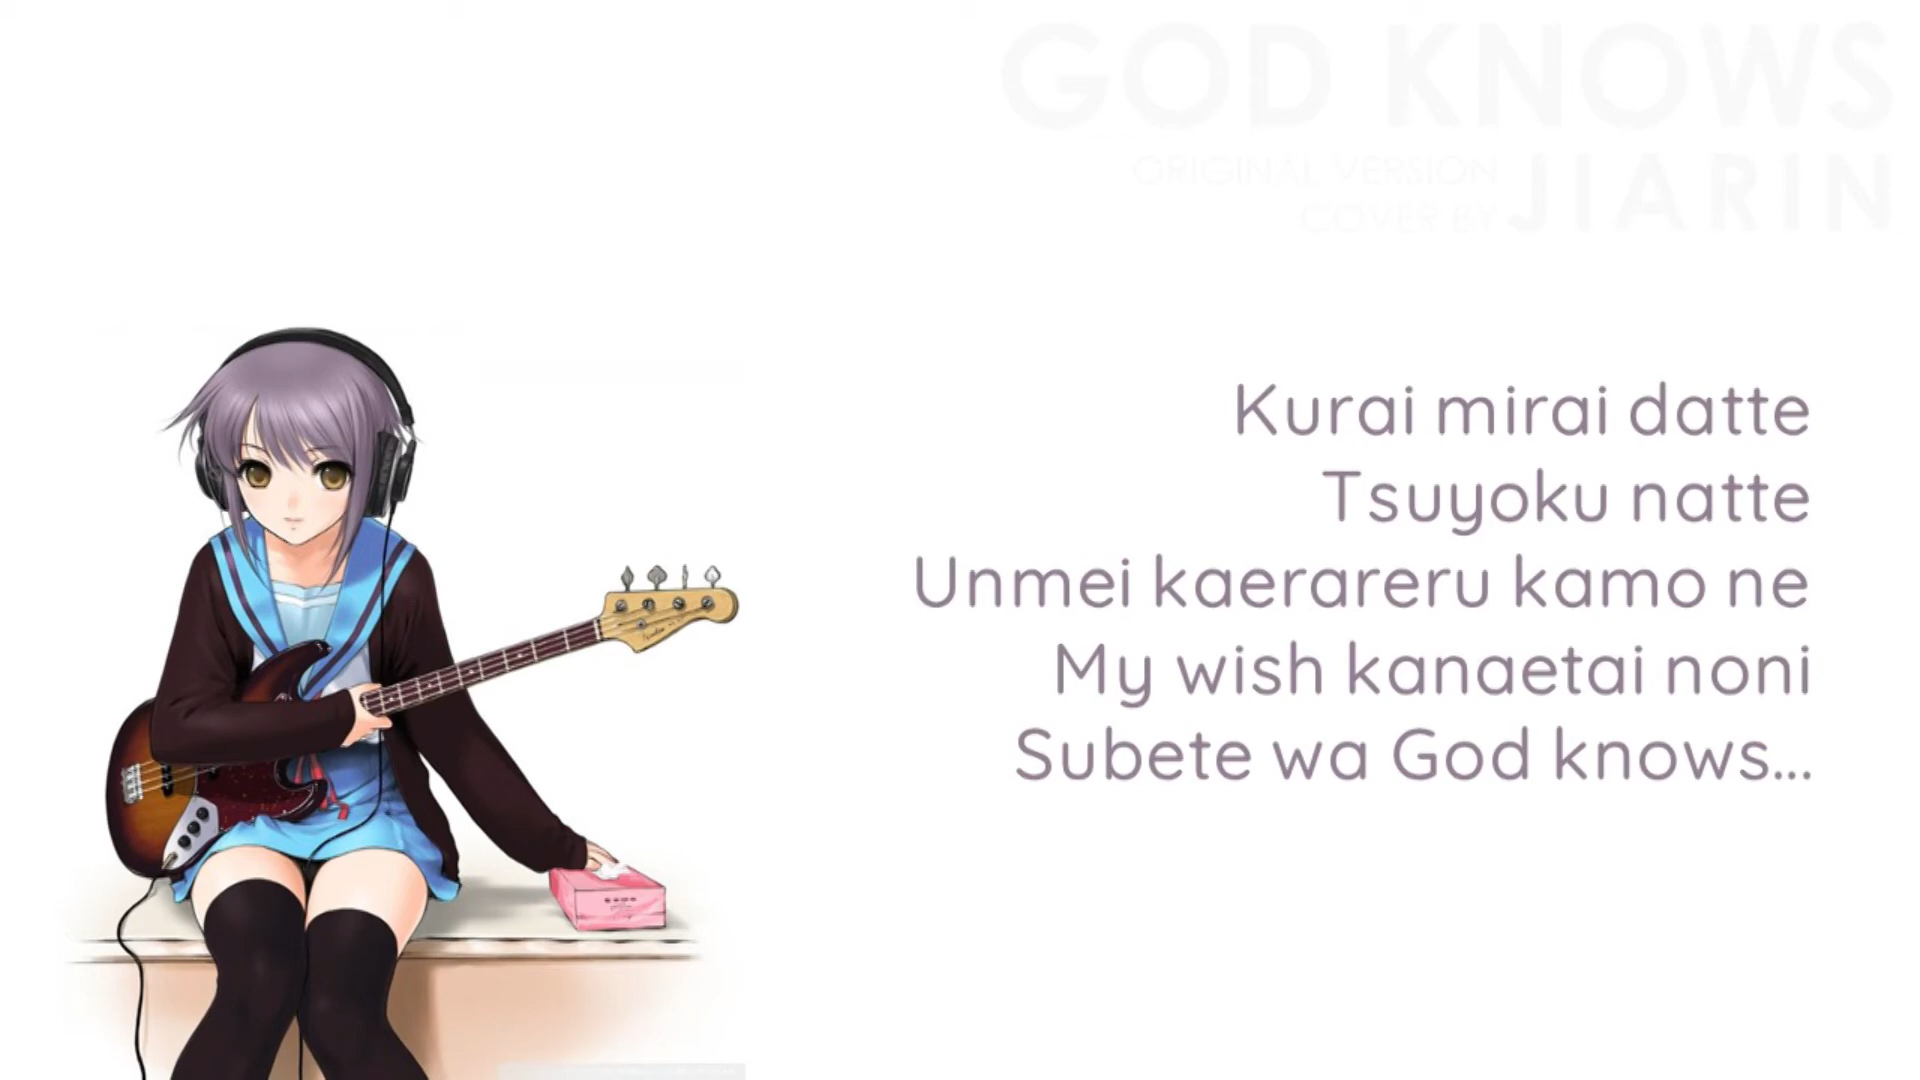 GOD KNOWS
ORIGINAL VERSION
COVER BY JIARIN
Kurai mirai datte
Tsuyoku natte
Unmei kaerareru kamo ne
My wish kanaetai noni
Subete wa God knows...